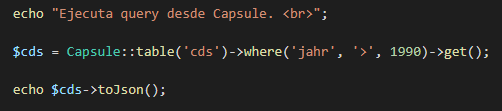 echo "Ejecuta query desde Capsule. <br>";
$cds = Capsule::table('cds')->where('jahr', '>', 1990)->get();
echo $cds->toJson();